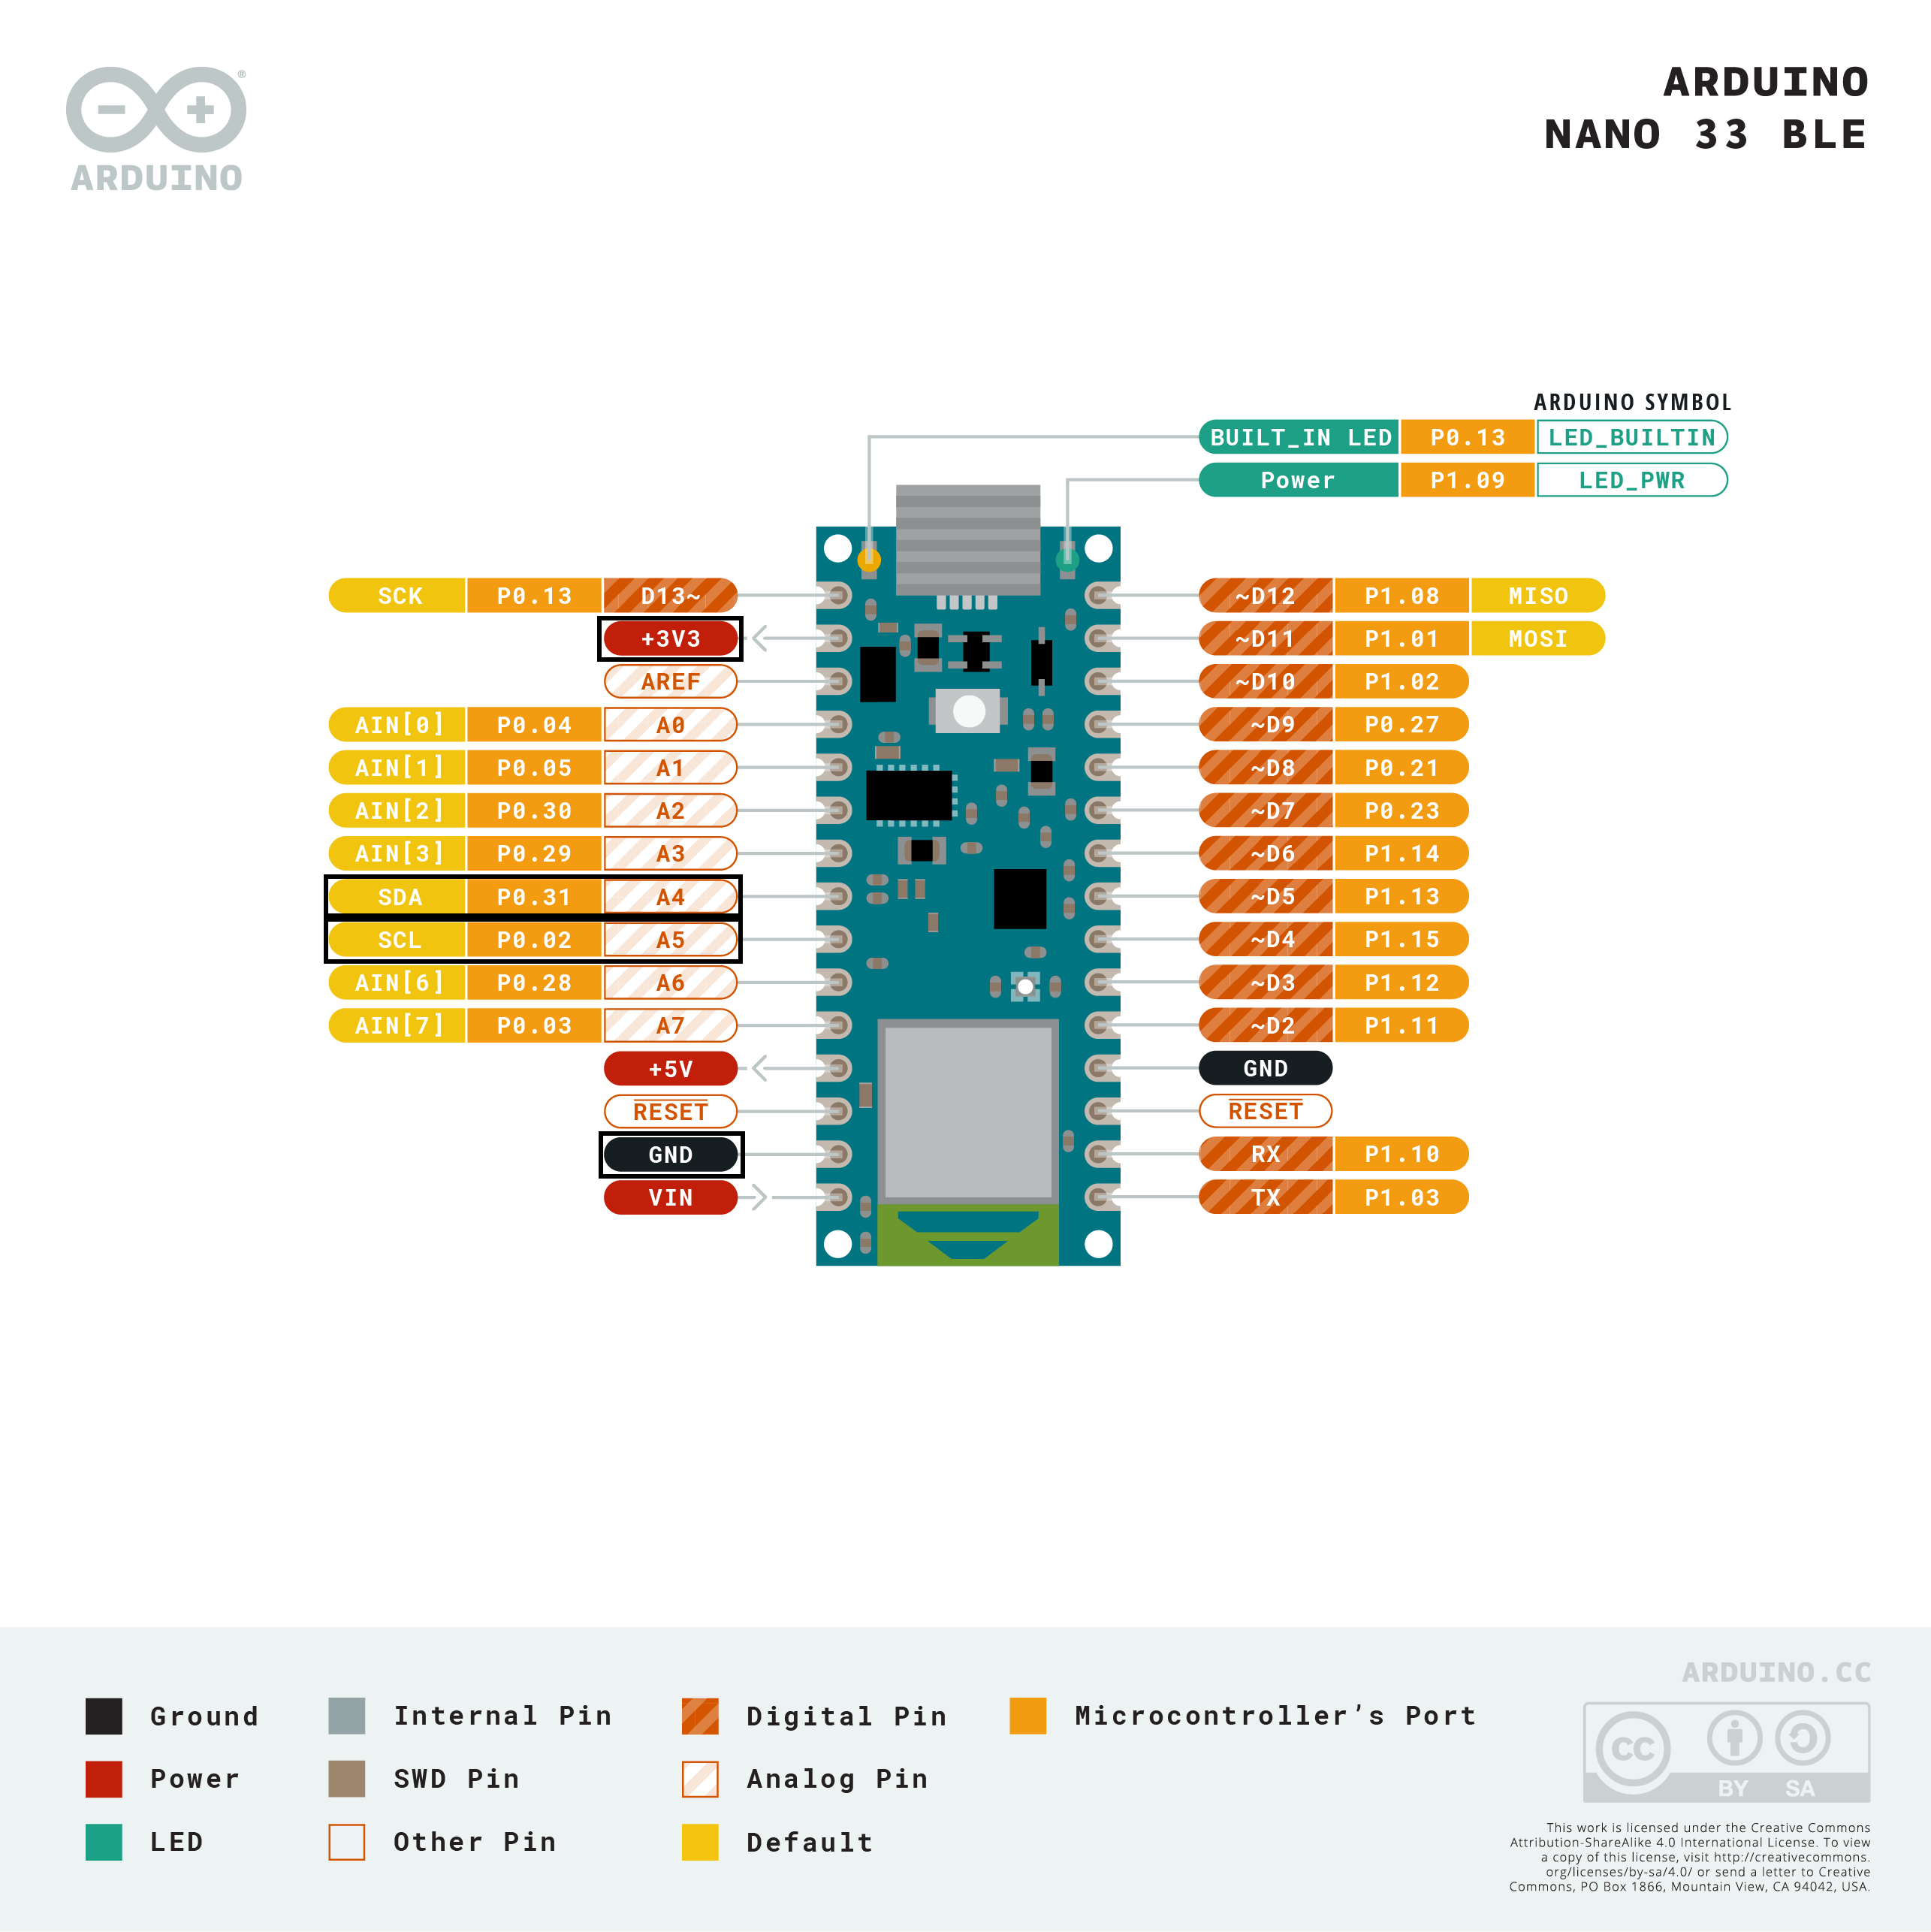 ®
ARDUINO
ARDUINO
NANO 33 BLE
ARDUINO SYMBOL
BUILT_IN LED P0.13 LED_BUILTIN
Power P1.09 LED_PWR
SCK P0.13 D13~
+3V3
AREF
AIN[0] P0.04 A0
AIN[1] P0.05 A1
AIN[2] P0.30 A2
AIN[3] P0.29 A3
SDA P0.31 A4
SCL P0.02 A5
AIN[6] P0.28 A6
AIN[7] P0.03 A7
+5V
RESET
GND
VIN
~D12 P1.08 MISO
~D11 P1.01 MOSI
~D10 P1.02
~D9 P0.27
~D8 P0.21
~D7 P0.23
~D6 P1.14
~D5 P1.13
~D4 P1.15
~D3 P1.12
~D2 P1.11
GND
RESET
RX P1.10
TX P1.03
Ground
Power
LED
Internal Pin
SWD Pin
Other Pin
Digital Pin
Analog Pin
Default
Microcontroller’s Port
ARDUINO.CC
CC
BY SA
This work is licensed under the Creative Commons
Attribution-ShareAlike 4.0 International License. To view
a copy of this license, visit http://creativecommons.
org/licenses/by-sa/4.0/ or send a letter to Creative
Commons, PO Box 1866, Mountain View, CA 94042, USA.